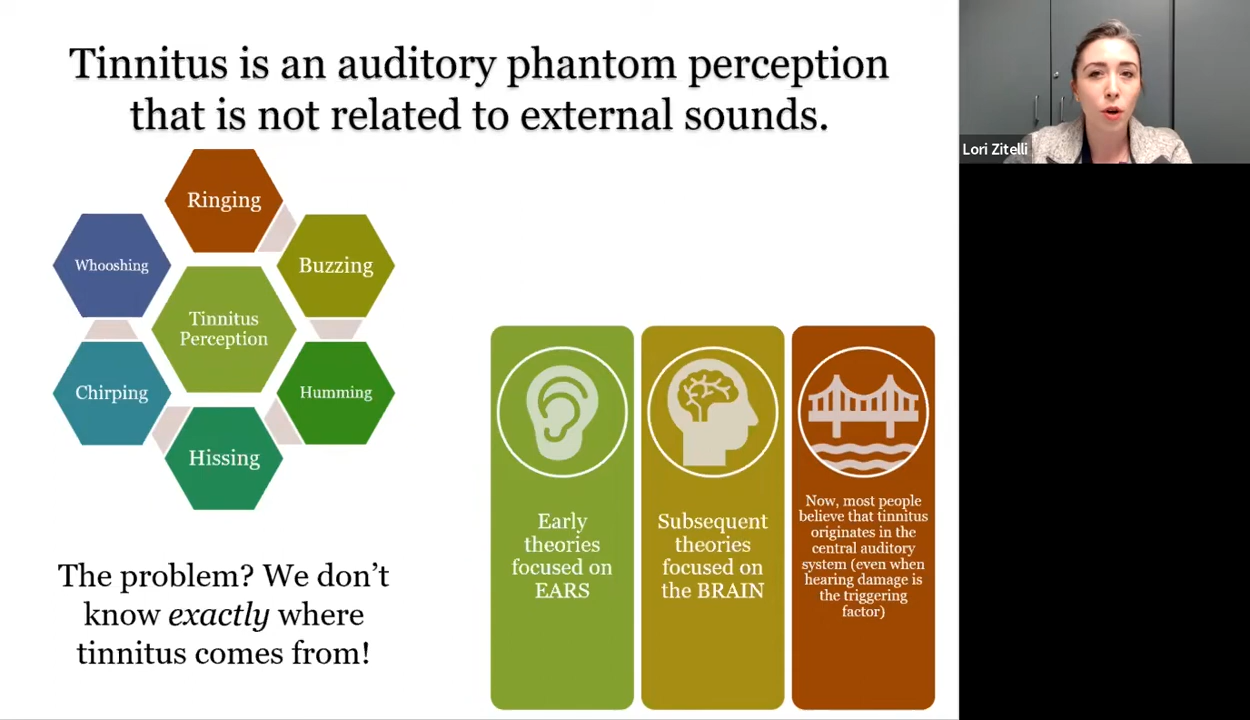 Tinnitus is an auditory phantom perception
that is not related to external sounds.
Lori Zitelli
Ringing
Whooshing
Buzzing
Tinnitus
Perception
Chirping
Humming
Hissing
The problem? We don't
know exactly where
tinnitus comes from!
Early
theories
focused on
EARS
Subsequent
theories
focused on
the BRAIN
Now, most people
believe that tinnitus
originates in the
central auditory
system (even when
hearing damage is
the triggering
factor)